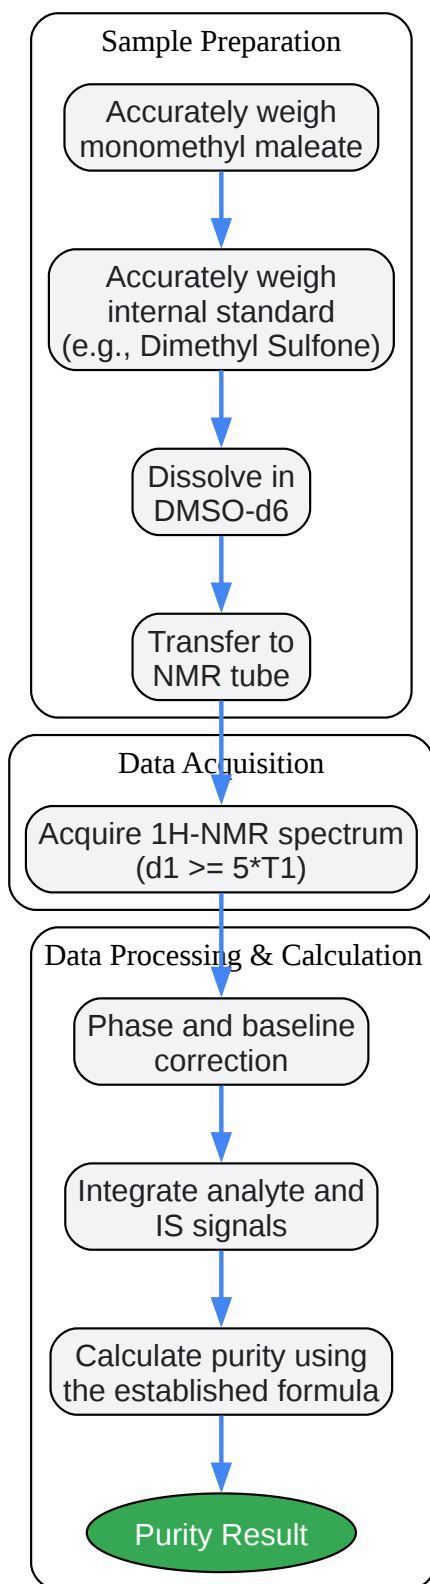 Sample Preparation
Accurately weigh
monomethyl maleate
Accurately weigh
internal standard
(e.g., Dimethyl Sulfone)
Dissolve in
DMSO-d6
Transfer to
NMR tube
Data Acquisition
Acquire 1H-NMR spectrum
(d1 >= 5*T1)
Data Processing & Calculation
Phase and baseline
correction
Integrate analyte and
IS signals
Calculate purity using
the established formula
Purity Result